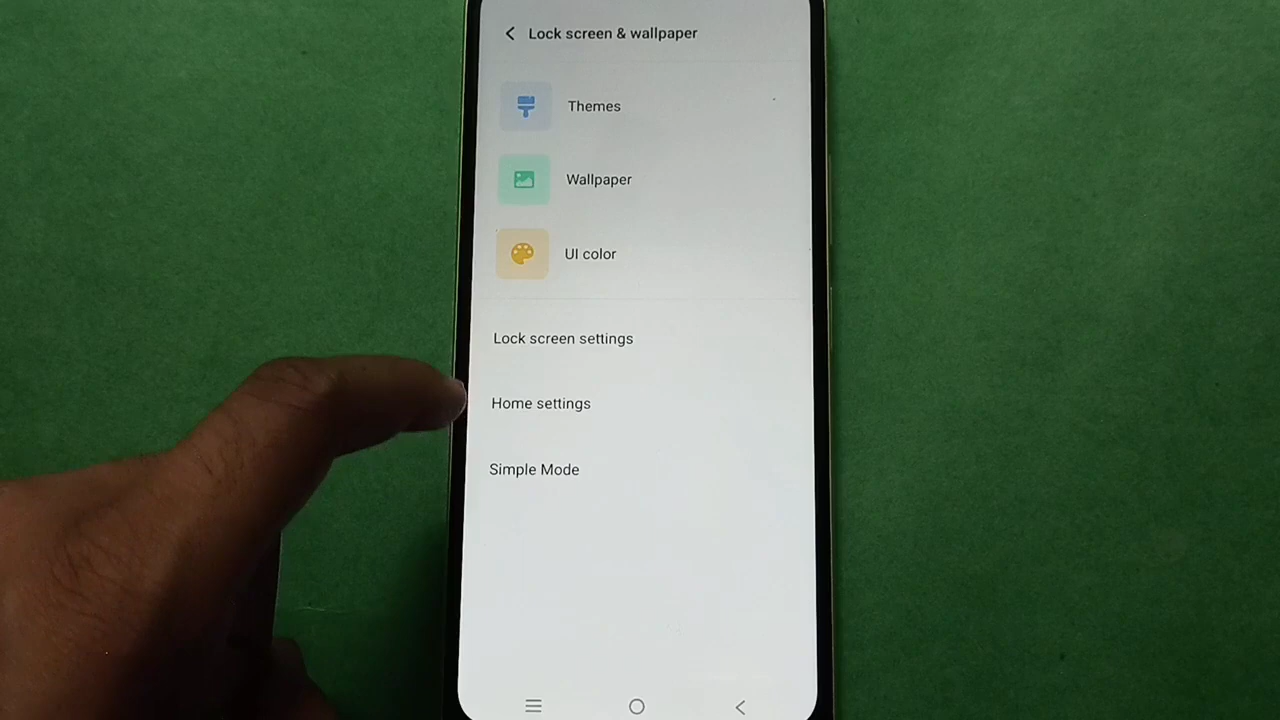 Lock screen & wallpaper
Themes
Wallpaper
UI color
Lock screen settings
Home settings
Simple Mode